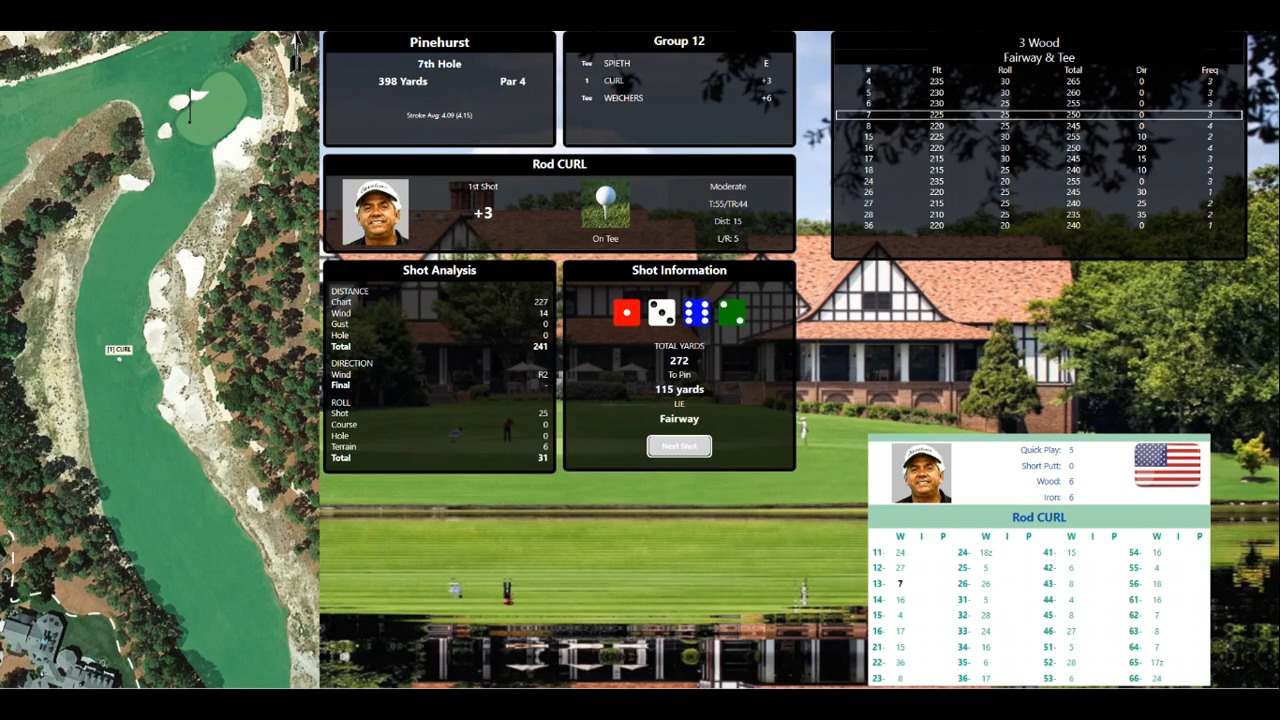 [1] CURL
Pinehurst
7th Hole
398 Yards Par 4
Stroke Avg: 4.09 (4.15)
Group 12
Tee SPIETH E
1 CURL +3
Tee WEICHERS +6
Rod CURL
1st Shot
+3
On Tee
Moderate
T:55/TR:44
Dist: 15
L/R: 5
Shot Analysis
DISTANCE
Chart 227
Wind 14
Gust 0
Hole 0
Total 241
DIRECTION
Wind R2
Final -
ROLL
Shot 25
Course 0
Hole 0
Terrain 6
Total 31
Shot Information
TOTAL YARDS
272
To Pin
115 yards
LIE
Fairway
Next Shot
3 Wood
Fairway & Tee
# Flt Roll Total Dir Freq
4 235 30 265 0 3
5 230 30 260 0 3
6 230 25 255 0 3
7 225 25 250 0 3
8 220 25 245 0 4
15 225 30 255 10 2
16 220 30 250 20 4
17 215 30 245 15 3
18 215 25 240 10 2
24 235 20 255 0 3
26 220 25 245 30 1
27 215 25 240 25 2
28 210 25 235 35 2
36 220 20 240 0 1
Quick Play: 5
Short Putt: 0
Wood: 6
Iron: 6
Rod CURL
W I P W I P W I P W I P
11- 24 24- 18z 41- 15 54- 16
12- 27 25- 5 42- 6 55- 4
13- 7 26- 26 43- 8 56- 18
14- 16 31- 5 44- 4 61- 16
15- 4 32- 28 45- 8 62- 7
16- 17 33- 24 46- 27 63- 8
21- 15 34- 16 51- 5 64- 7
22- 36 35- 6 52- 28 65- 17z
23- 8 36- 17 53- 6 66- 24